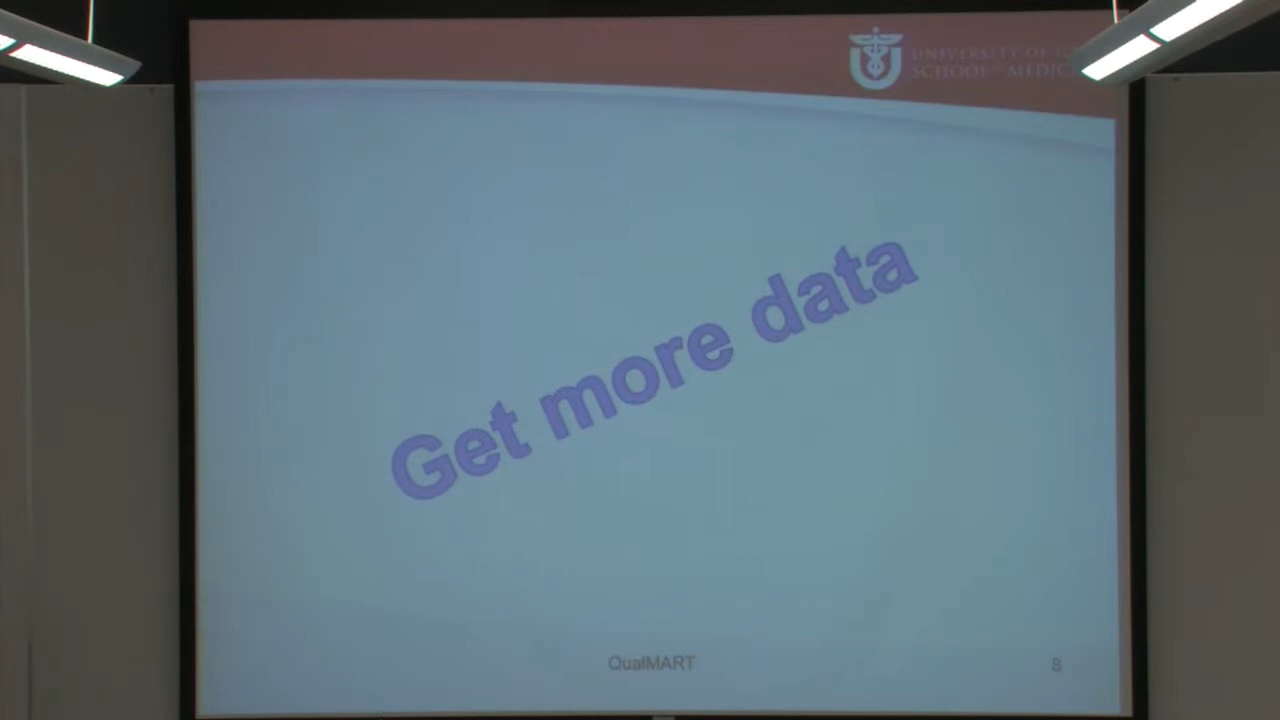 UNIVERSITY OF
SCHOOL OF MEDIC
Get more data
QualMART
8